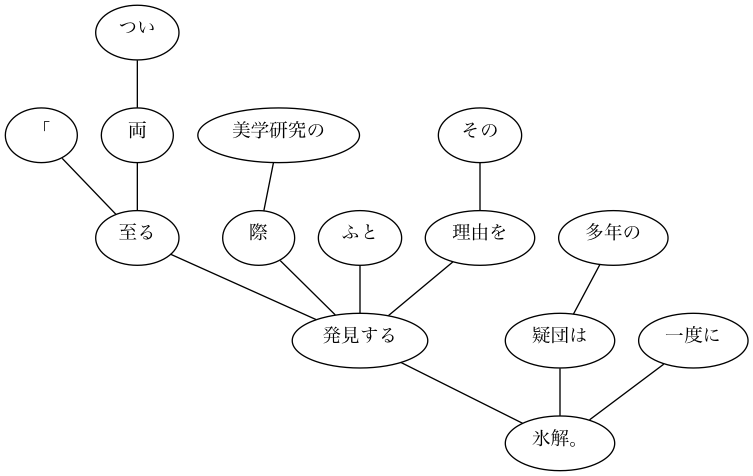 つい
「
両
美学研究の
その
至る
際
ふと
理由を
多年の
発見する
疑団は
一度に
氷解。